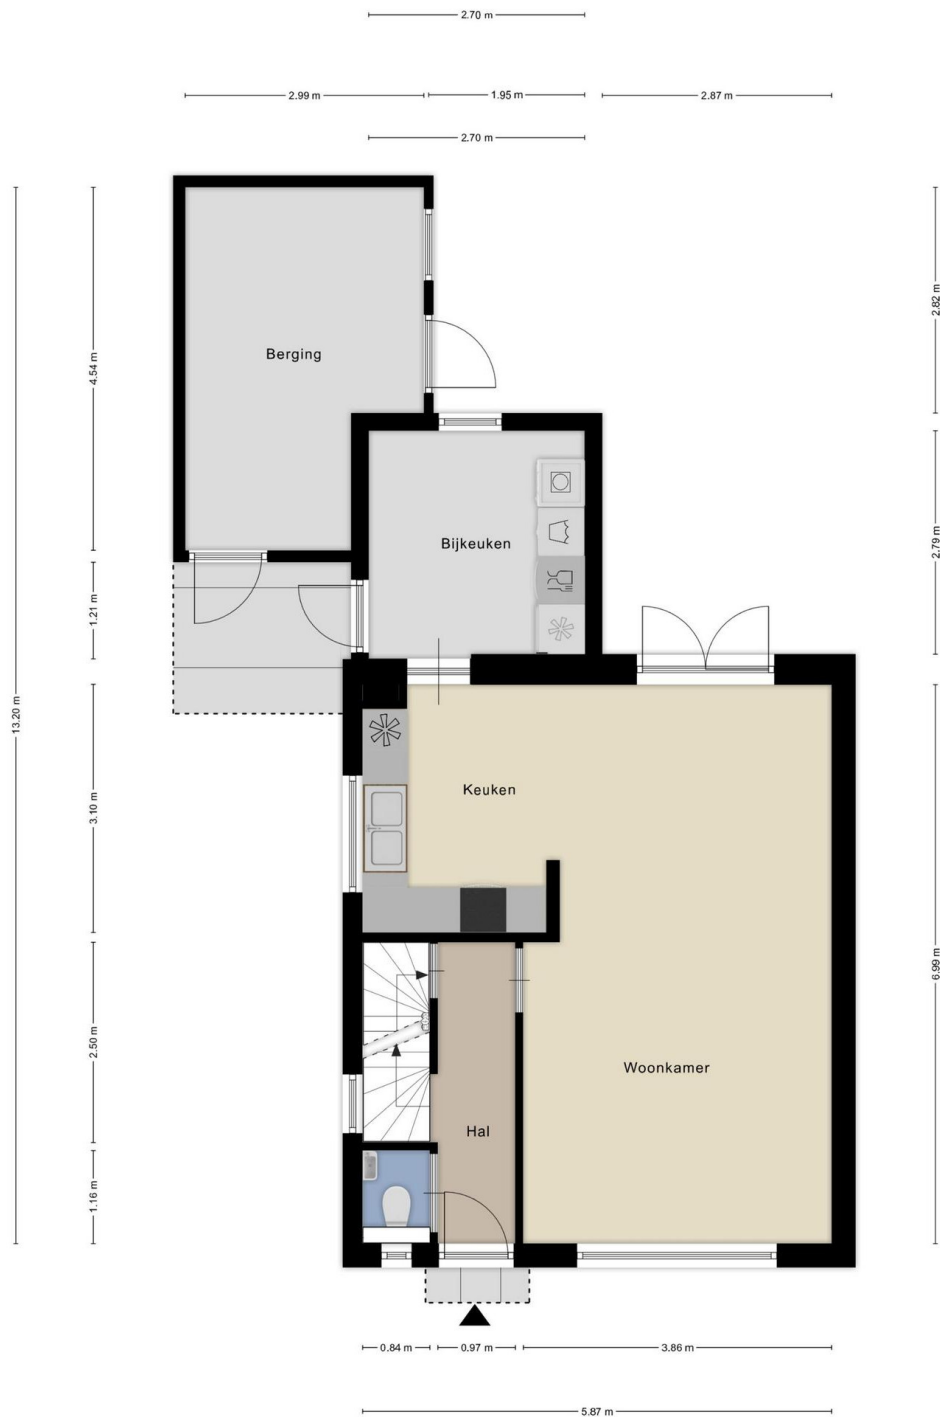 2.70 m
2.99 m
1.95 m
2.87 m
2.70 m
13.20 m
4.54 m
2.82 m
Berging
Bijkeuken
2.79 m
1.21 m
Keuken
3.10 m
6.99 m
2.50 m
Woonkamer
Hal
1.16 m
0.84 m
0.97 m
3.86 m
5.87 m